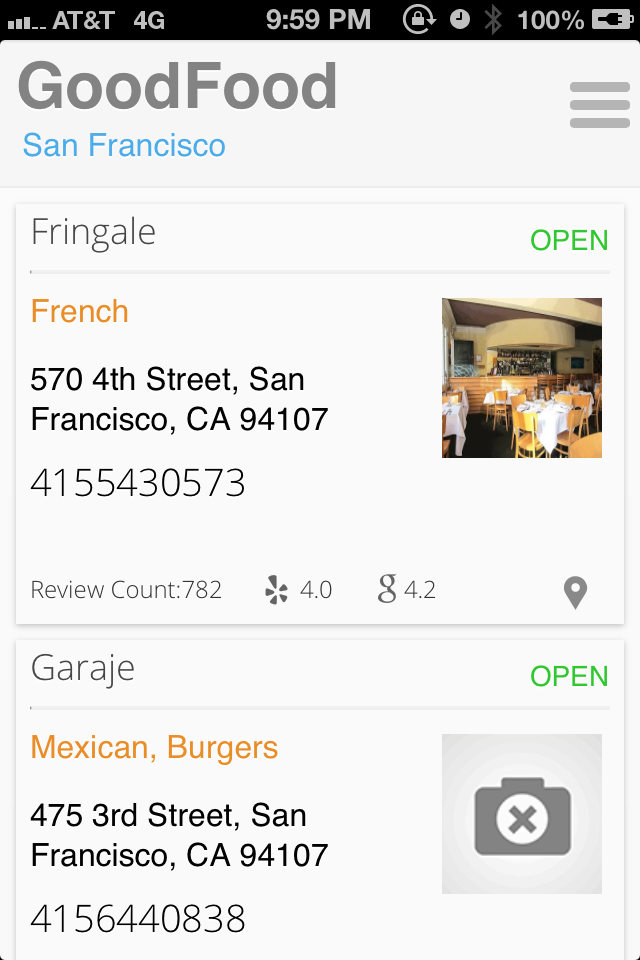 AT&T 4G 9:59 PM 100%
GoodFood
San Francisco
Fringale
OPEN
French
570 4th Street, San
Francisco, CA 94107
4155430573
Review Count:782 4.0 g 4.2
Garaje
OPEN
Mexican, Burgers
475 3rd Street, San
Francisco, CA 94107
4156440838